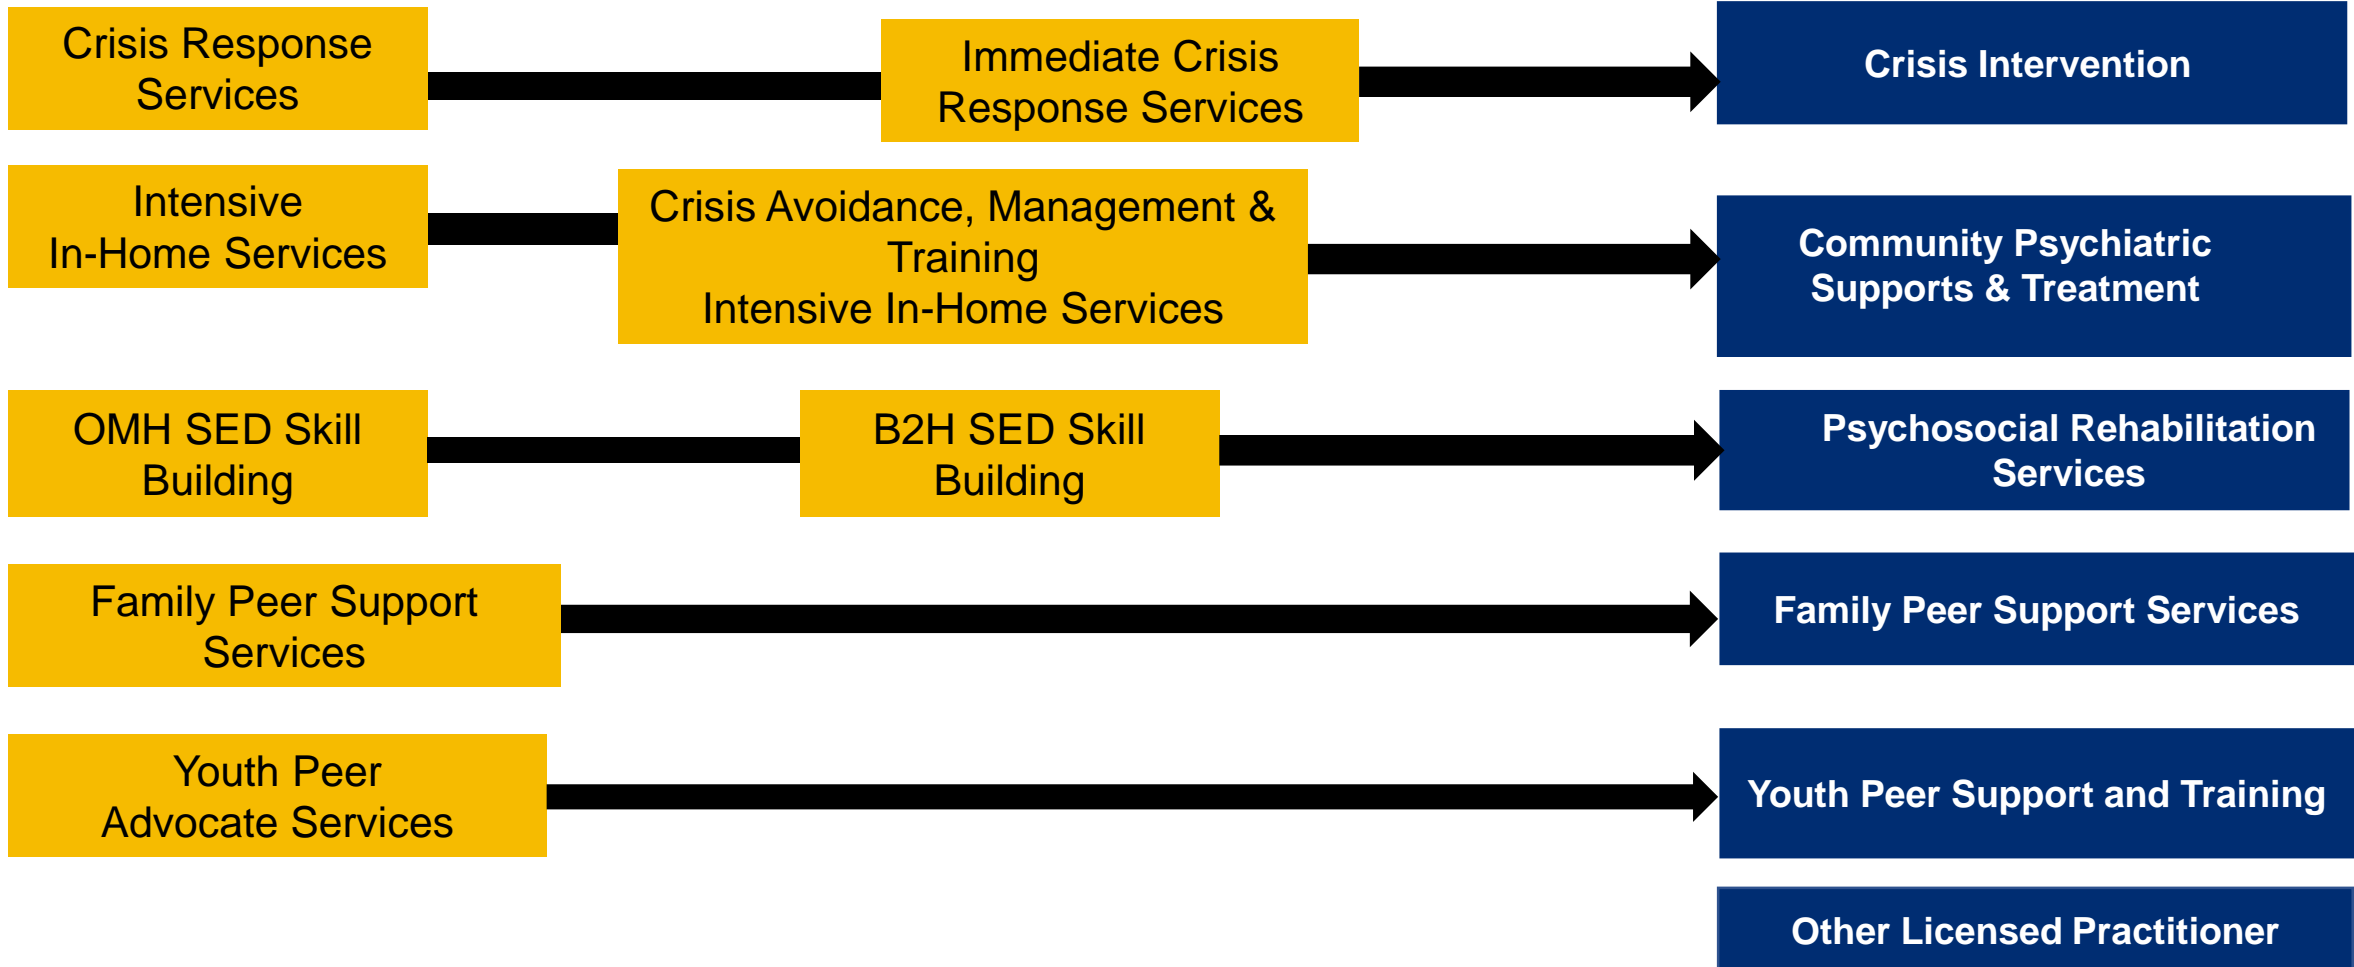 Crisis Response
Services
Immediate Crisis
Response Services
Crisis Intervention
Intensive
In-Home Services
Crisis Avoidance, Management &
Training
Intensive In-Home Services
Community Psychiatric
Supports & Treatment
OMH SED Skill
Building
B2H SED Skill
Building
Psychosocial Rehabilitation
Services
Family Peer Support
Services
Family Peer Support Services
Youth Peer
Advocate Services
Youth Peer Support and Training
Other Licensed Practitioner